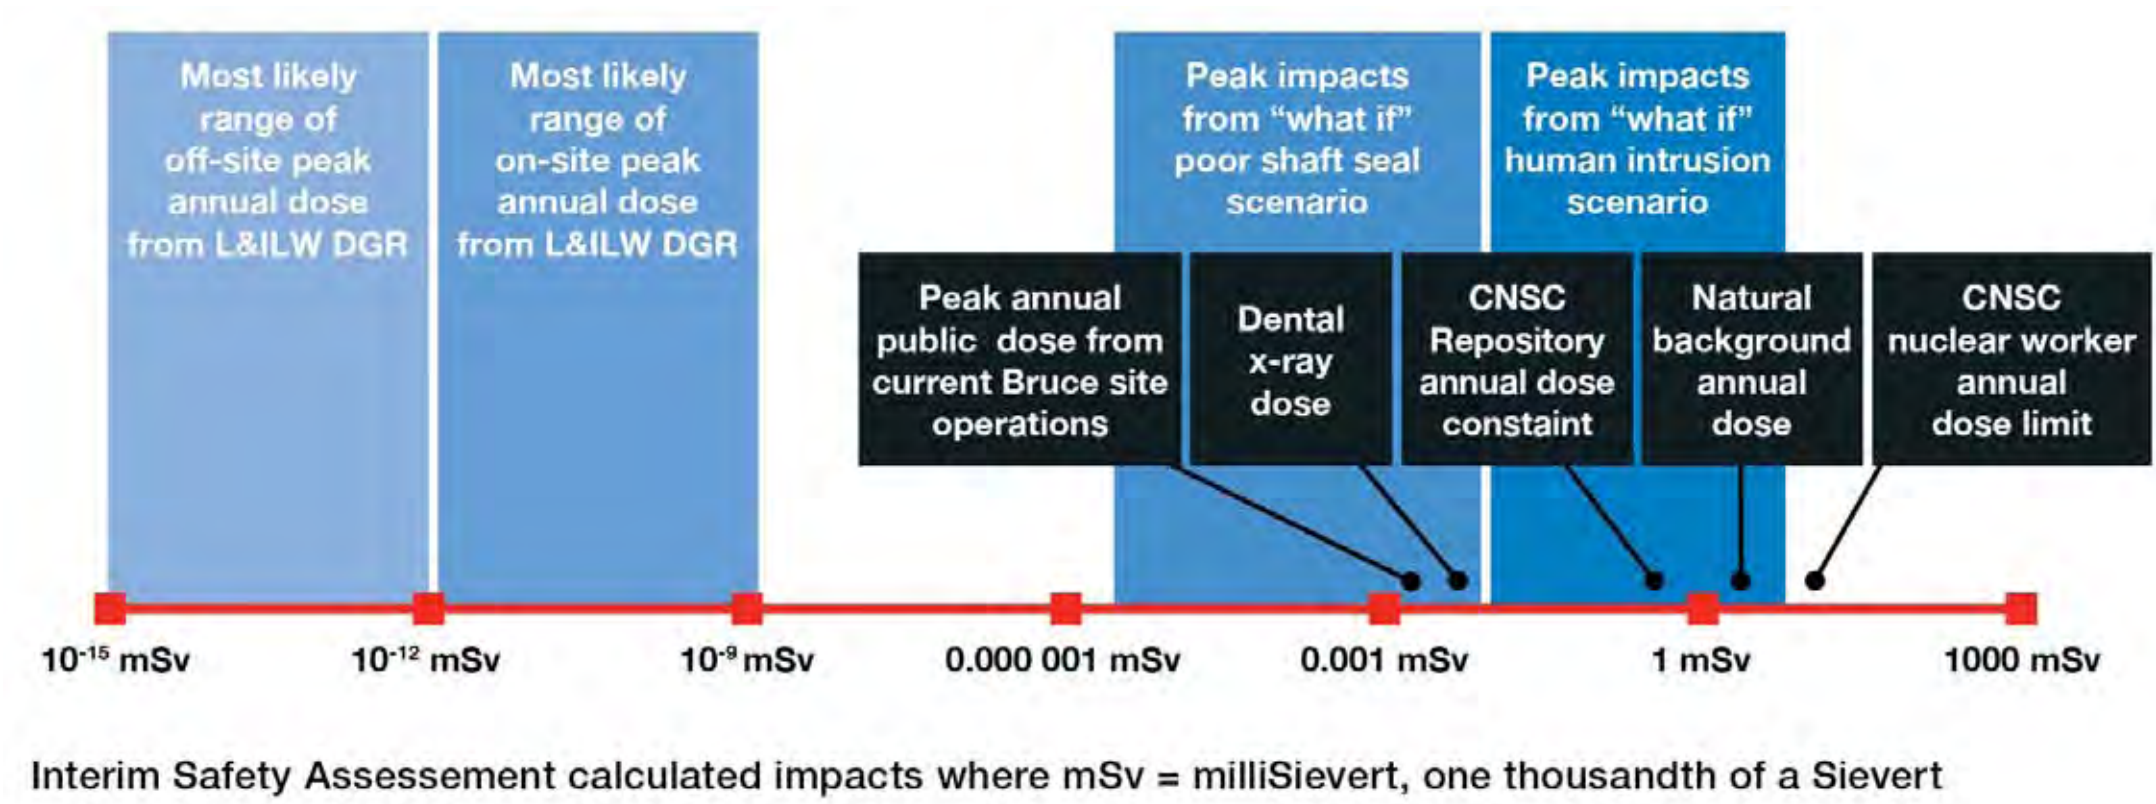 Most likely
range of
off-site peak
annual dose
from L&ILW DGR
Most likely
range of
on-site peak
annual dose
from L&ILW DGR
Peak impacts
from “what if”
poor shaft seal
scenario
Peak impacts
from “what if”
human intrusion
scenario
Peak annual
public dose from
current Bruce site
operations
Dental
x-ray
dose
CNSC
Repository
annual dose
constaint
Natural
background
annual
dose
CNSC
nuclear worker
annual
dose limit
10⁻¹⁵ mSv
10⁻¹² mSv
10⁻⁹ mSv
0.000 001 mSv
0.001 mSv
1 mSv
1000 mSv
Interim Safety Assessement calculated impacts where mSv = milliSievert, one thousandth of a Sievert